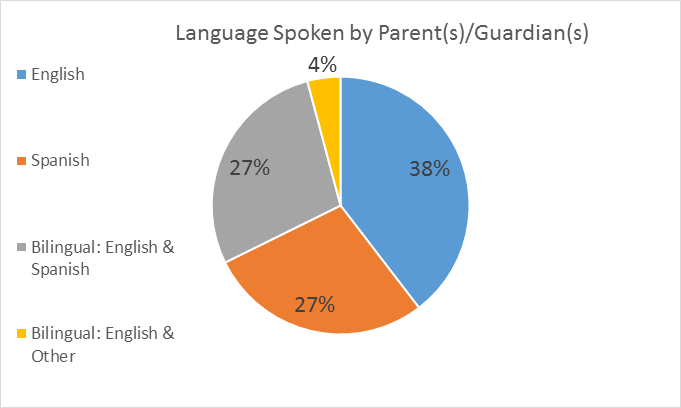 Language Spoken by Parent(s)/Guardian(s)
English
Spanish
Bilingual: English &
Spanish
Bilingual: English &
Other
4%
38%
27%
27%